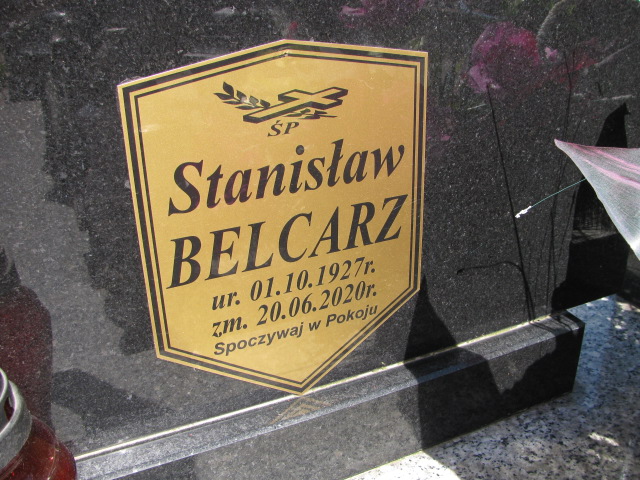 ŚP
Stanisław
BELCARZ
ur. 01.10.1927r.
zm. 20.06.2020r.
Spoczywaj w Pokoju